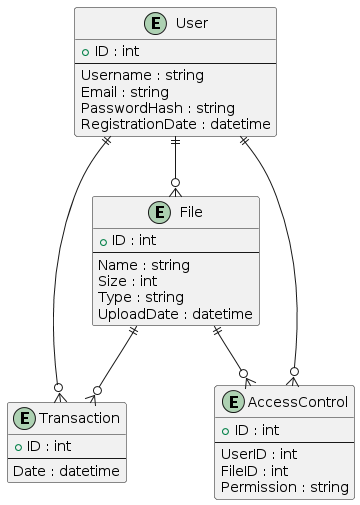 E User
ID : int
Username : string
Email : string
PasswordHash : string
RegistrationDate : datetime
E File
ID : int
Name : string
Size : int
Type : string
UploadDate : datetime
E Transaction
ID : int
Date : datetime
E AccessControl
ID : int
UserID : int
FileID : int
Permission : string